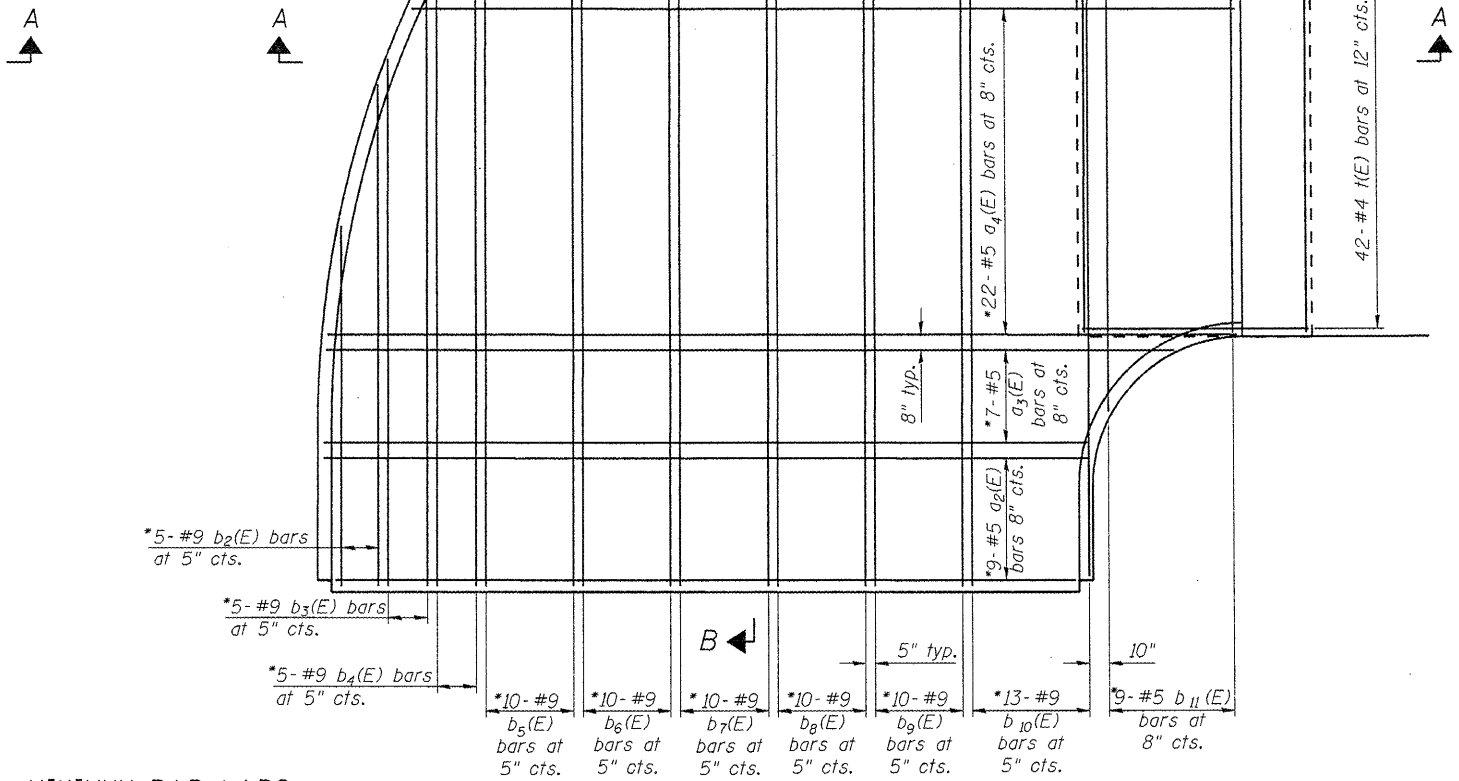 A
A
A
*22-#5 a4(E) bars at 8" cts.
42-#4 t(E) bars at 12" cts.
8" typ.
*7-#5
a3(E)
bars at
8" cts.
*9-#5 a2(E)
bars 8" cts.
*5-#9 b2(E) bars
at 5" cts.
*5-#9 b3(E) bars
at 5" cts.
*5-#9 b4(E) bars
at 5" cts.
B
5" typ.
10"
*10-#9
b5(E)
bars at
5" cts.
*10-#9
b6(E)
bars at
5" cts.
*10-#9
b7(E)
bars at
5" cts.
*10-#9
b8(E)
bars at
5" cts.
*10-#9
b9(E)
bars at
5" cts.
*13-#9
b10(E)
bars at
5" cts.
*9-#5 b11(E)
bars at
8" cts.